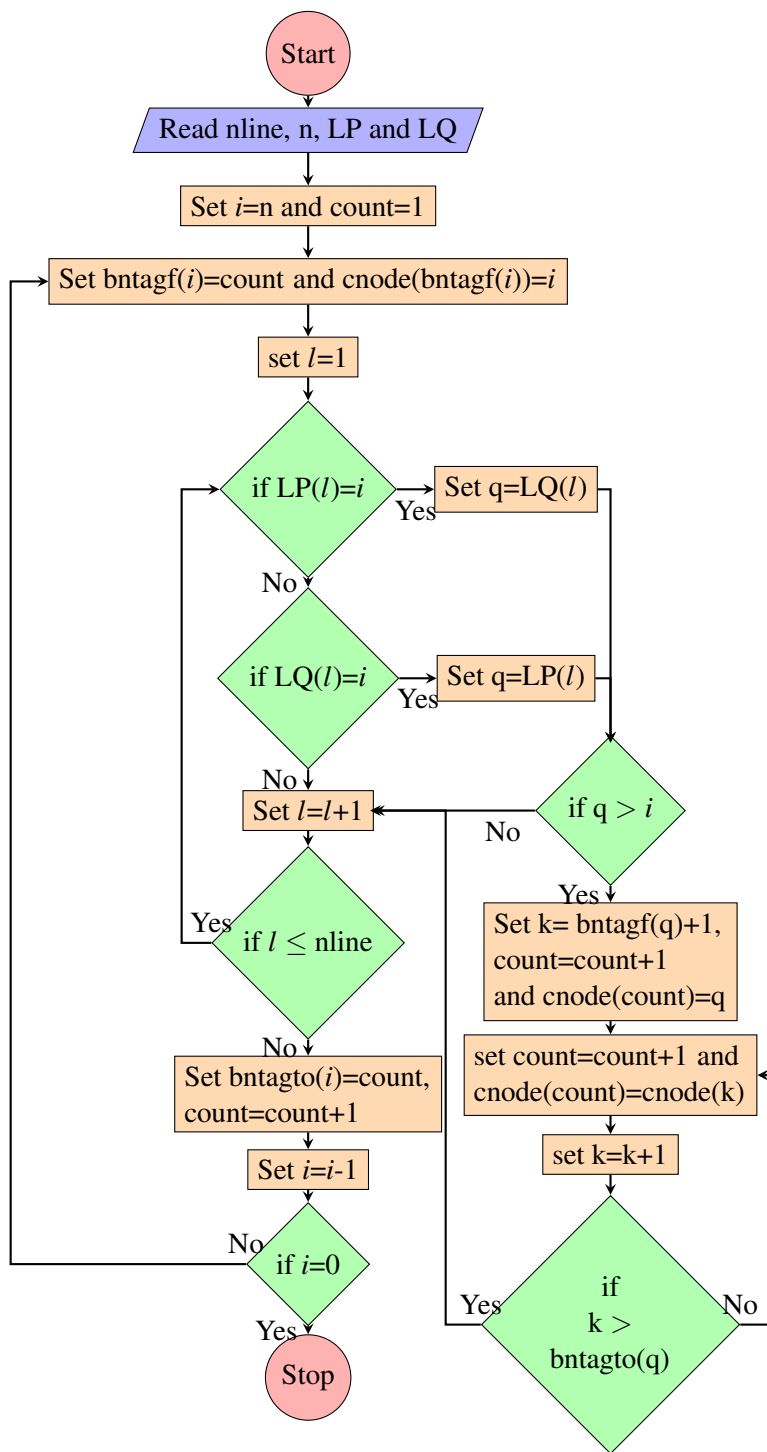 Start
Read nline, n, LP and LQ
Set i=n and count=1
Set bntagf(i)=count and cnode(bntagf(i))=i
set l=1
if LP(l)=i
Yes
Set q=LQ(l)
No
if LQ(l)=i
Yes
Set q=LP(l)
No
Set l=l+1
if q > i
No
Yes
if l ≤ nline
Yes
Set k= bntagf(q)+1,
count=count+1
and cnode(count)=q
No
Set bntagto(i)=count,
count=count+1
set count=count+1 and
cnode(count)=cnode(k)
Set i=i-1
set k=k+1
if i=0
No
Yes
Stop
if
k >
bntagto(q)
Yes
No